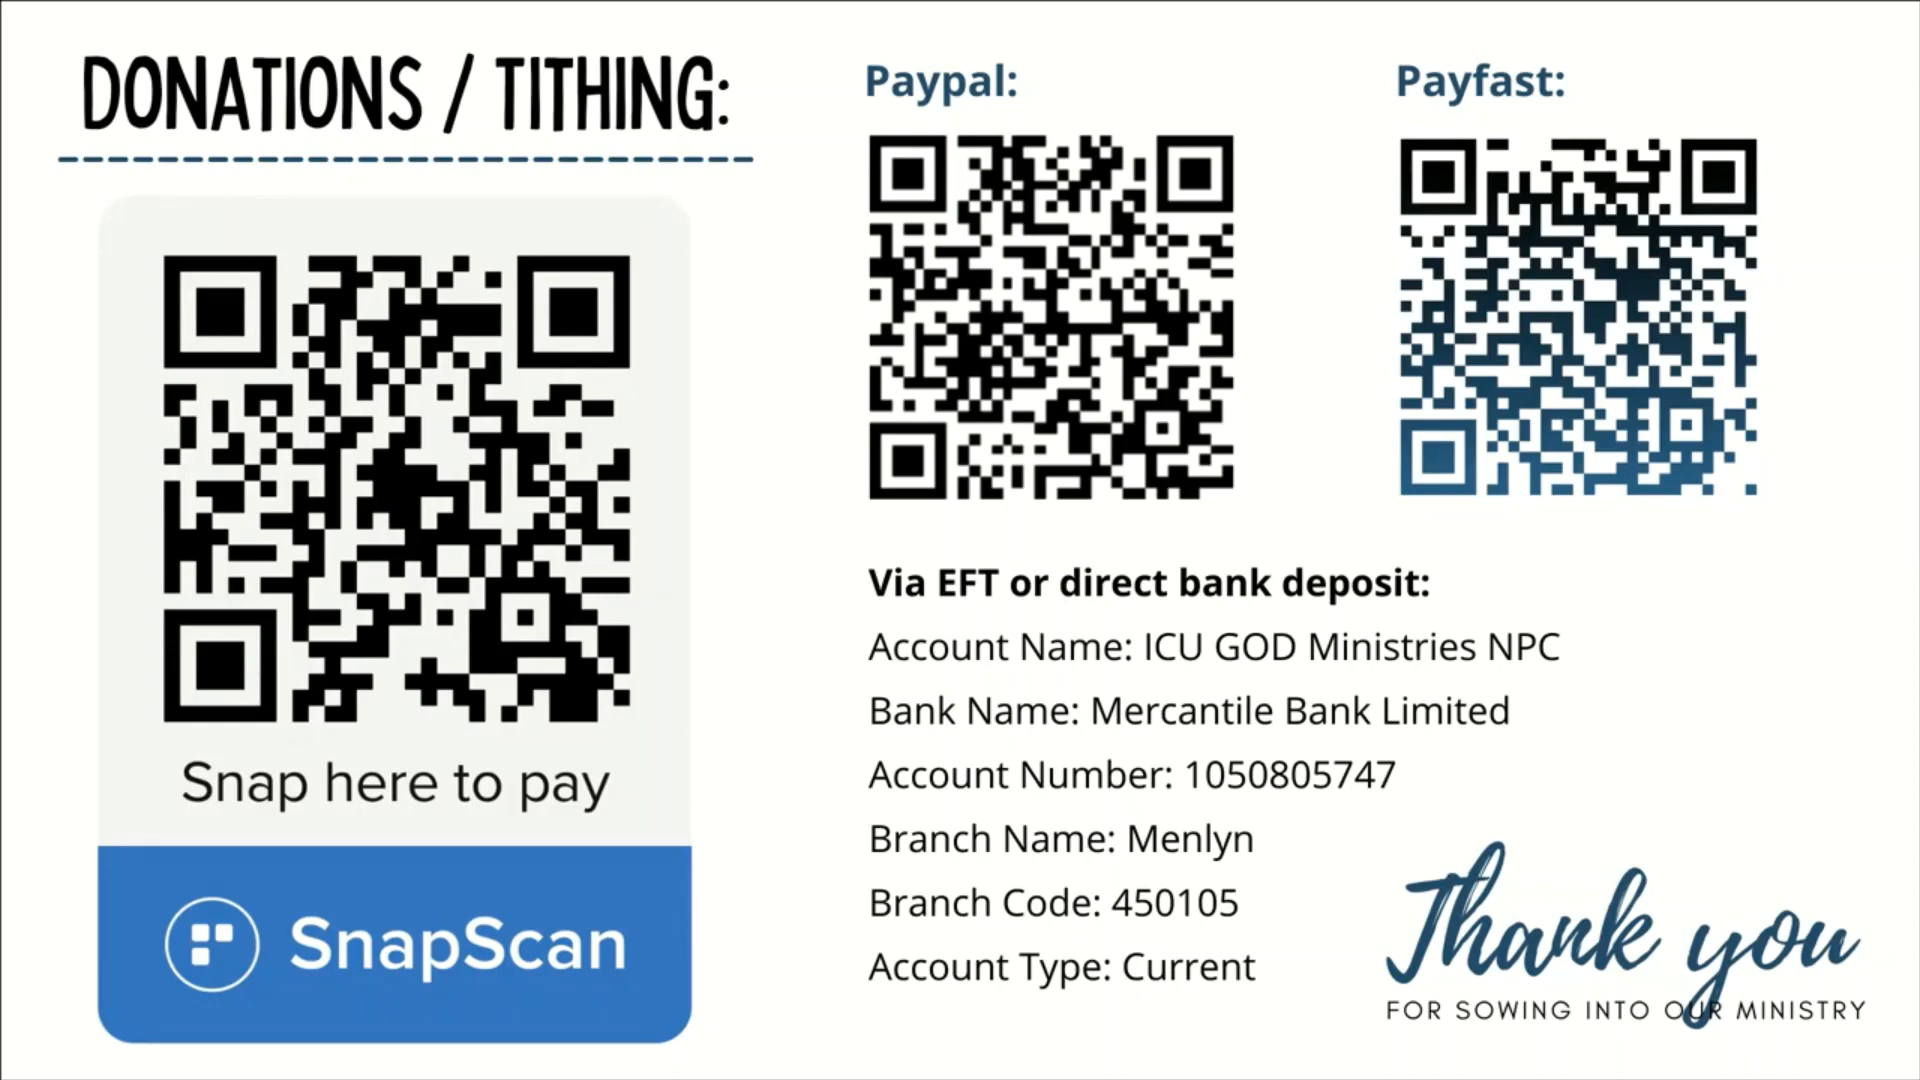 DONATIONS / TITHING:
Snap here to pay
SnapScan
Paypal:
Payfast:
Via EFT or direct bank deposit:
Account Name: ICU GOD Ministries NPC
Bank Name: Mercantile Bank Limited
Account Number: 1050805747
Branch Name: Menlyn
Branch Code: 450105
Account Type: Current
Thank you
FOR SOWING INTO OUR MINISTRY